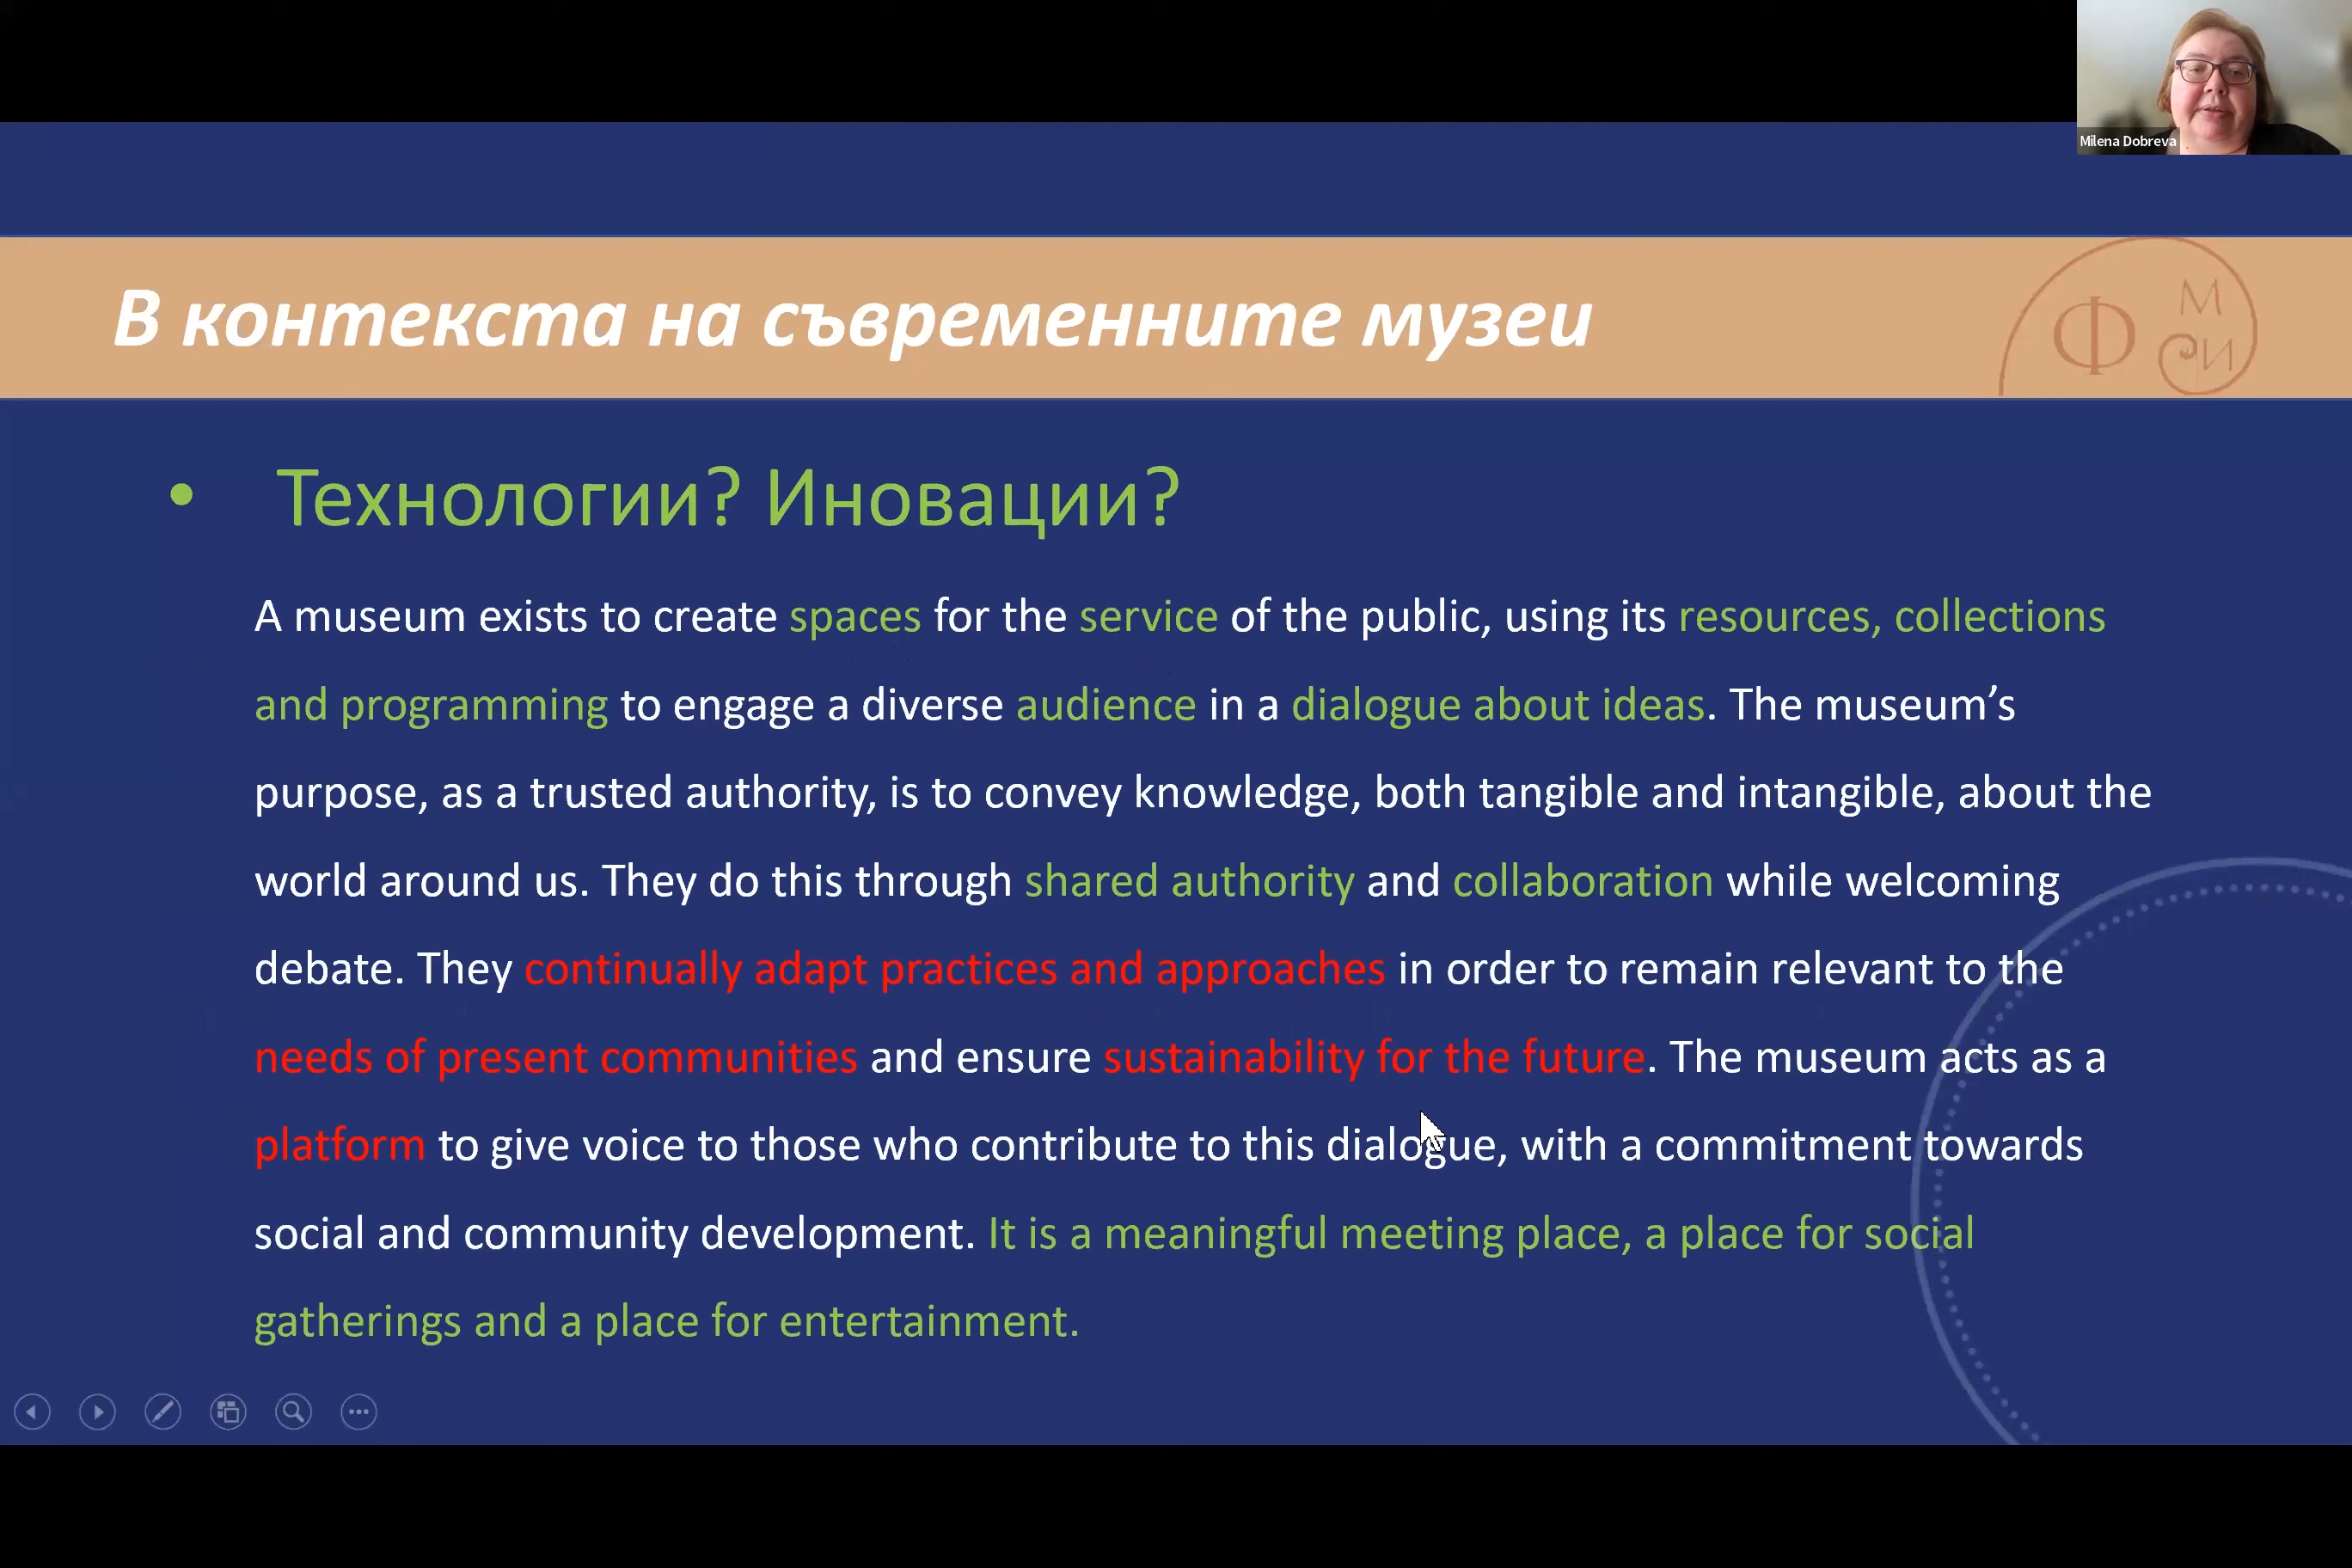 Milena Dobreva
В контекста на съвременните музеи
Ф М СИ
• Технологии? Иновации?
A museum exists to create spaces for the service of the public, using its resources, collections
and programming to engage a diverse audience in a dialogue about ideas. The museum’s
purpose, as a trusted authority, is to convey knowledge, both tangible and intangible, about the
world around us. They do this through shared authority and collaboration while welcoming
debate. They continually adapt practices and approaches in order to remain relevant to the
needs of present communities and ensure sustainability for the future. The museum acts as a
platform to give voice to those who contribute to this dialogue, with a commitment towards
social and community development. It is a meaningful meeting place, a place for social
gatherings and a place for entertainment.